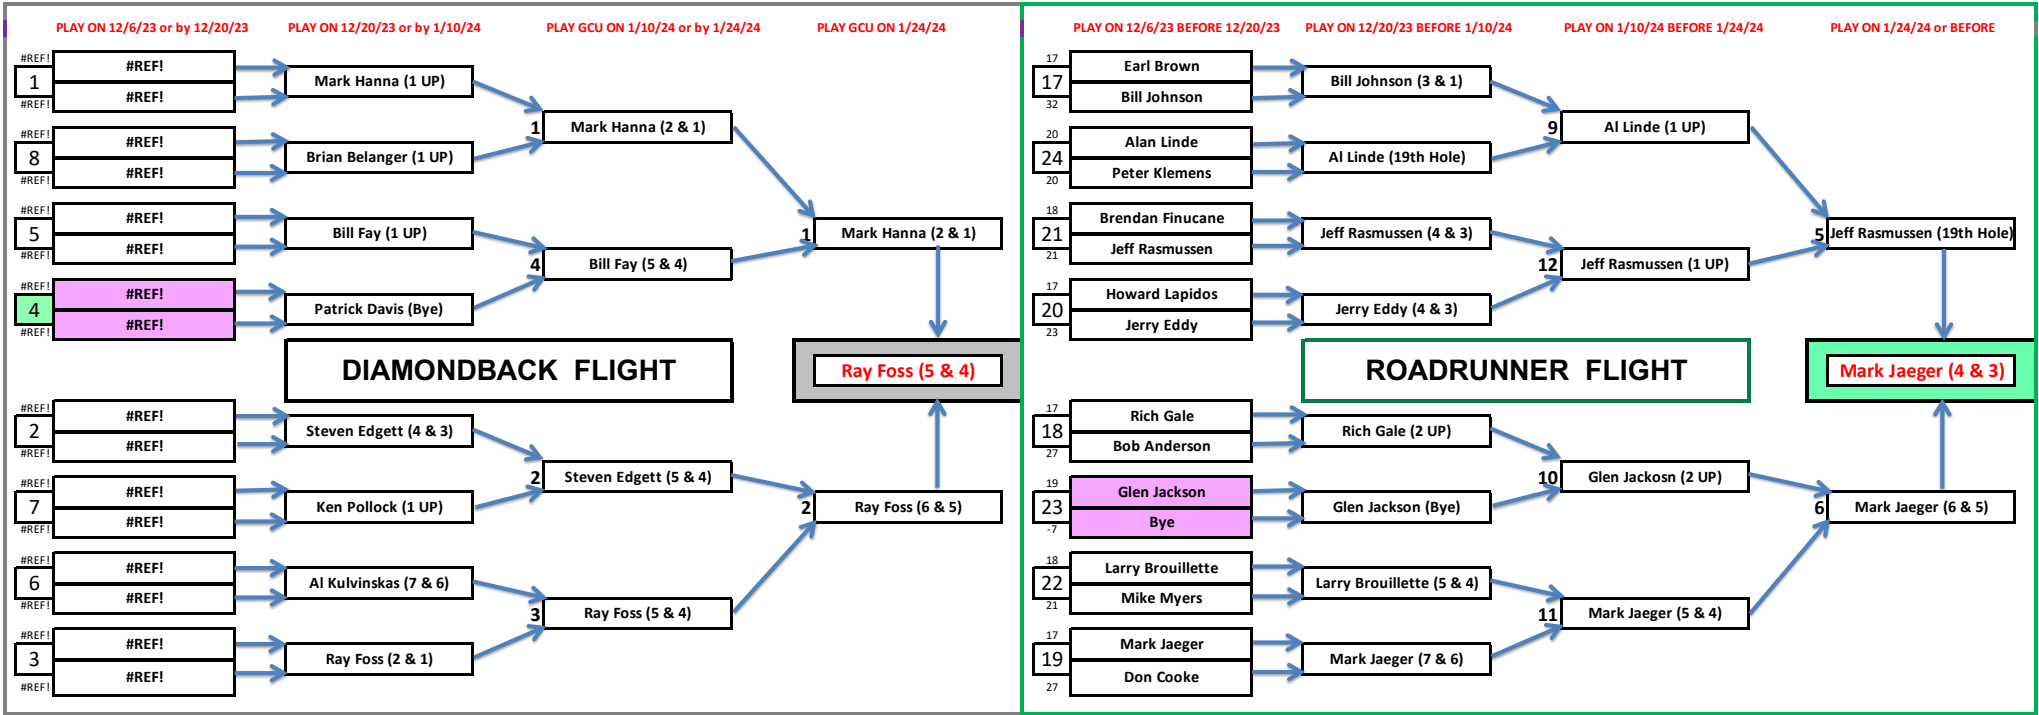 PLAY ON 12/6/23 or by 12/20/23
PLAY ON 12/20/23 or by 1/10/24
PLAY GCU ON 1/10/24 or by 1/24/24
PLAY GCU ON 1/24/24
#REF!
1
#REF!
#REF!
#REF!
Mark Hanna (1 UP)
#REF!
8
#REF!
#REF!
#REF!
Brian Belanger (1 UP)
1
Mark Hanna (2 & 1)
#REF!
5
#REF!
#REF!
#REF!
Bill Fay (1 UP)
#REF!
4
#REF!
#REF!
#REF!
Patrick Davis (Bye)
4
Bill Fay (5 & 4)
1
Mark Hanna (2 & 1)
DIAMONDBACK FLIGHT
Ray Foss (5 & 4)
#REF!
2
#REF!
#REF!
#REF!
Steven Edgett (4 & 3)
#REF!
7
#REF!
#REF!
#REF!
Ken Pollock (1 UP)
2
Steven Edgett (5 & 4)
#REF!
6
#REF!
#REF!
#REF!
Al Kulvinskas (7 & 6)
#REF!
3
#REF!
#REF!
#REF!
Ray Foss (2 & 1)
3
Ray Foss (5 & 4)
2
Ray Foss (6 & 5)
PLAY ON 12/6/23 BEFORE 12/20/23
PLAY ON 12/20/23 BEFORE 1/10/24
PLAY ON 1/10/24 BEFORE 1/24/24
PLAY ON 1/24/24 or BEFORE
17
17
32
Earl Brown
Bill Johnson
Bill Johnson (3 & 1)
20
24
20
Alan Linde
Peter Klemens
Al Linde (19th Hole)
9
Al Linde (1 UP)
18
21
21
Brendan Finucane
Jeff Rasmussen
Jeff Rasmussen (4 & 3)
17
20
23
Howard Lapidos
Jerry Eddy
Jerry Eddy (4 & 3)
12
Jeff Rasmussen (1 UP)
5
Jeff Rasmussen (19th Hole)
ROADRUNNER FLIGHT
Mark Jaeger (4 & 3)
17
18
27
Rich Gale
Bob Anderson
Rich Gale (2 UP)
19
23
-7
Glen Jackson
Bye
Glen Jackson (Bye)
10
Glen Jackosn (2 UP)
18
22
21
Larry Brouillette
Mike Myers
Larry Brouillette (5 & 4)
17
19
27
Mark Jaeger
Don Cooke
Mark Jaeger (7 & 6)
11
Mark Jaeger (5 & 4)
6
Mark Jaeger (6 & 5)